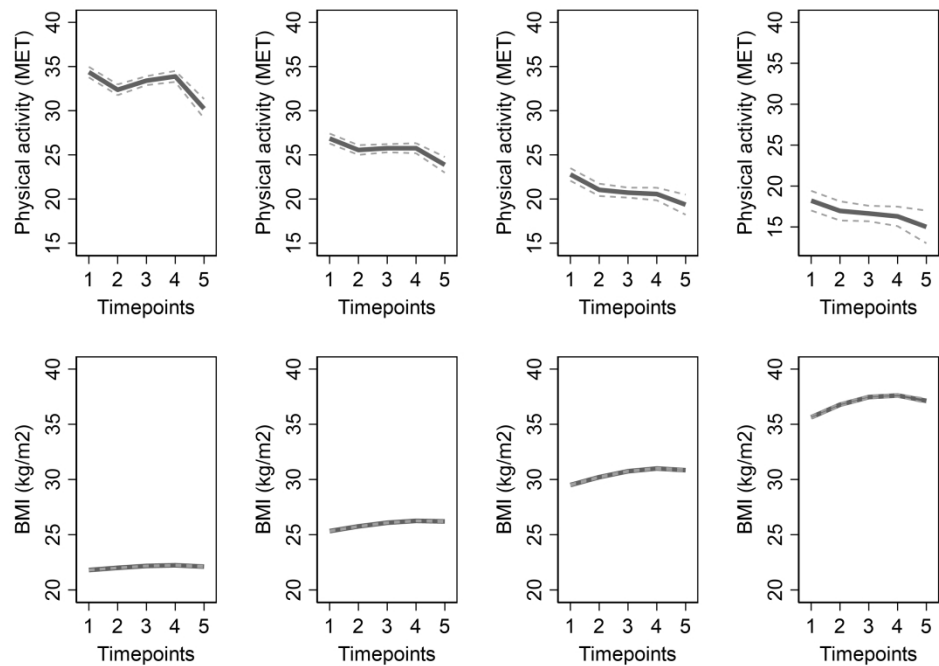 Physical activity (MET)
15 20 25 30 35 40
1 2 3 4 5
Timepoints
Physical activity (MET)
15 20 25 30 35 40
1 2 3 4 5
Timepoints
Physical activity (MET)
15 20 25 30 35 40
1 2 3 4 5
Timepoints
Physical activity (MET)
15 20 25 30 35 40
1 2 3 4 5
Timepoints
BMI (kg/m2)
20 25 30 35 40
1 2 3 4 5
Timepoints
BMI (kg/m2)
20 25 30 35 40
1 2 3 4 5
Timepoints
BMI (kg/m2)
20 25 30 35 40
1 2 3 4 5
Timepoints
BMI (kg/m2)
20 25 30 35 40
1 2 3 4 5
Timepoints